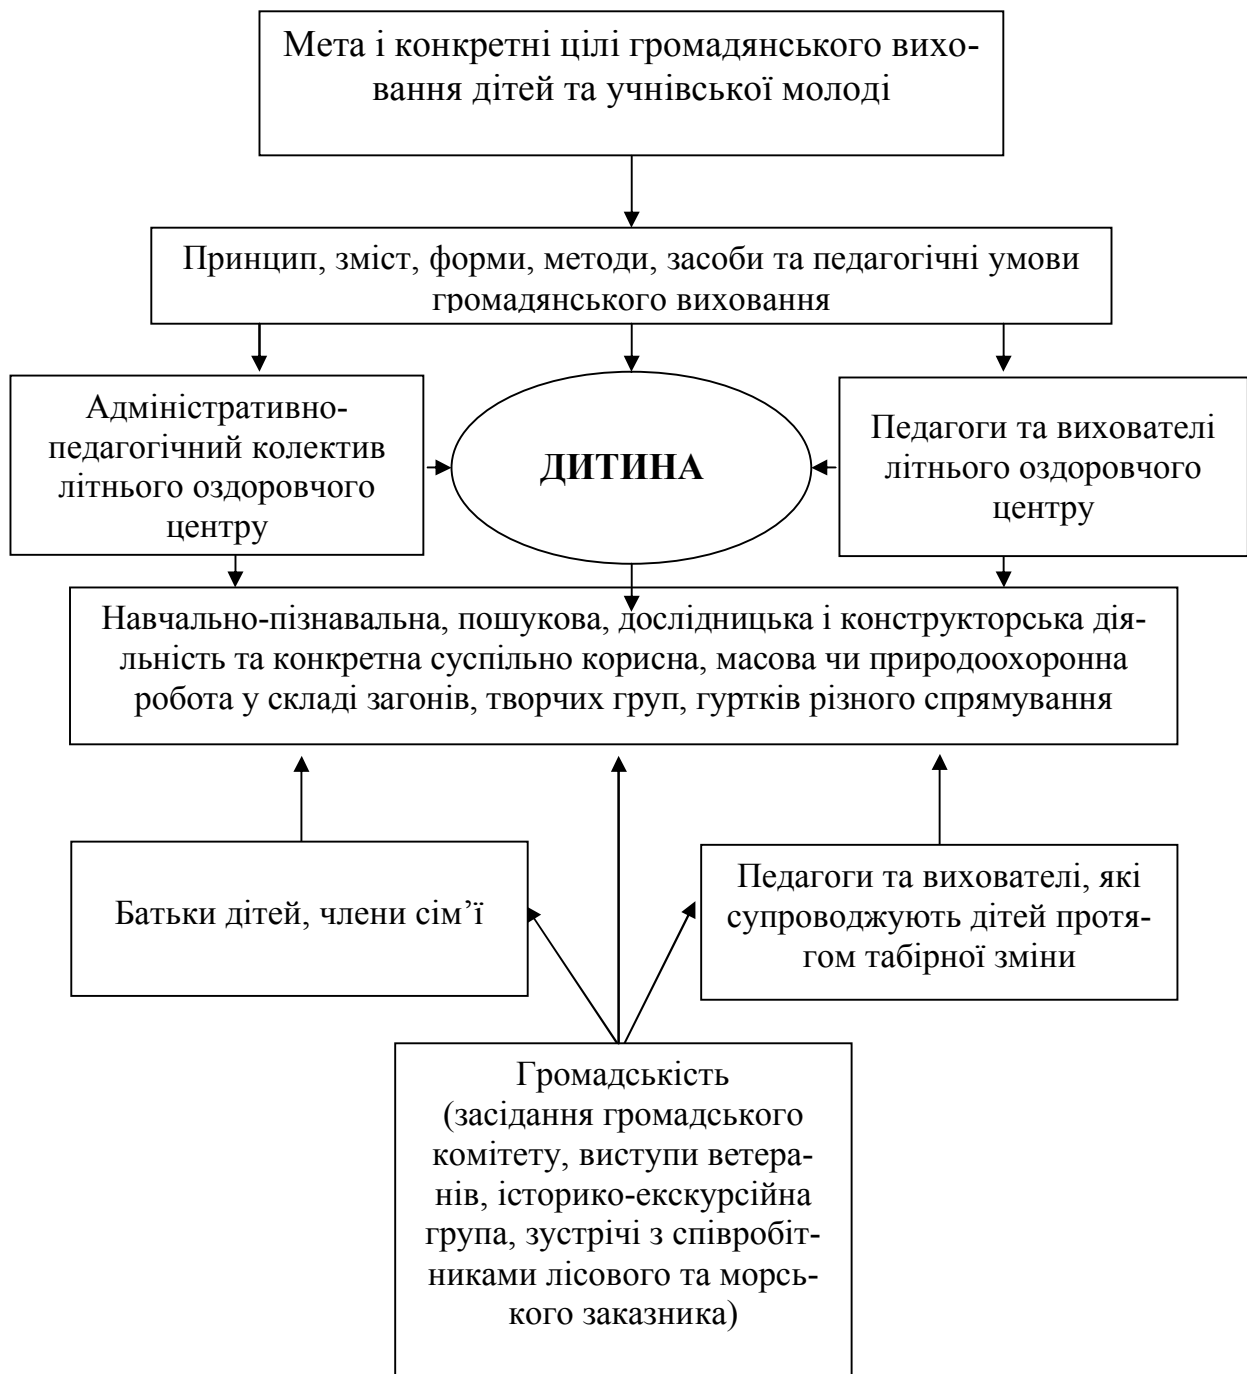 Мета і конкретні цілі громадянського вихо-
вання дітей та учнівської молоді
Принцип, зміст, форми, методи, засоби та педагогічні умови
громадянського виховання
Адміністративно-
педагогічний колектив
літнього оздоровчого
центру
ДИТИНА
Педагоги та вихователі
літнього оздоровчого
центру
Навчально-пізнавальна, пошукова, дослідницька і конструкторська дія-
льність та конкретна суспільно корисна, масова чи природоохоронна
робота у складі загонів, творчих груп, гуртків різного спрямування
Батьки дітей, члени сім’ї
Педагоги та вихователі, які
супроводжують дітей протя-
гом табірної зміни
Громадськість
(засідання громадського
комітету, виступи ветера-
нів, історико-екскурсійна
група, зустрічі з співробіт-
никами лісового та морсь-
кого заказника)